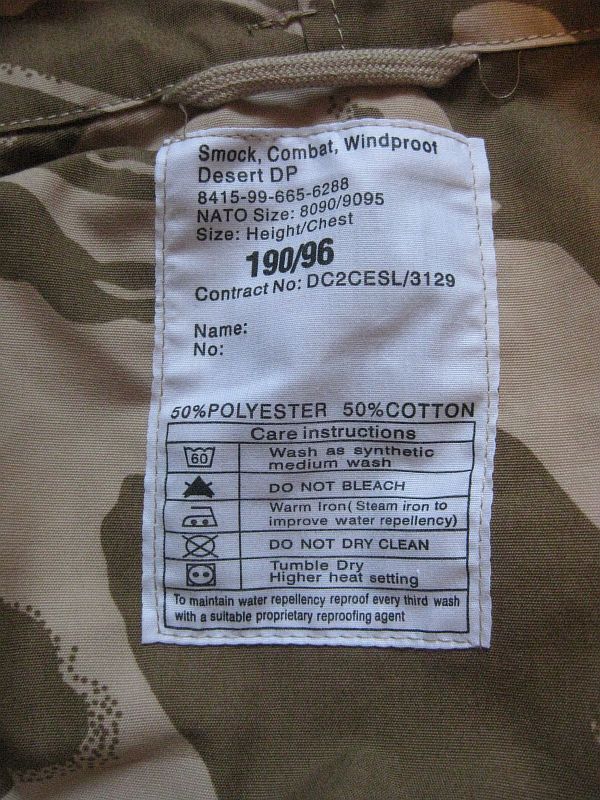 Smock, Combat, Windproof
Desert DP
8415-99-665-6288
NATO Size: 8090/9095
Size: Height/Chest
190/96
Contract No: DC2CESL/3129
Name:
No:
50%POLYESTER 50%COTTON
Care instructions
60
Wash as synthetic
medium wash
DO NOT BLEACH
Warm Iron( Steam iron to
improve water repellency)
DO NOT DRY CLEAN
Tumble Dry
Higher heat setting
To maintain water repellency reproof every third wash
with a suitable proprietary reproofing agent